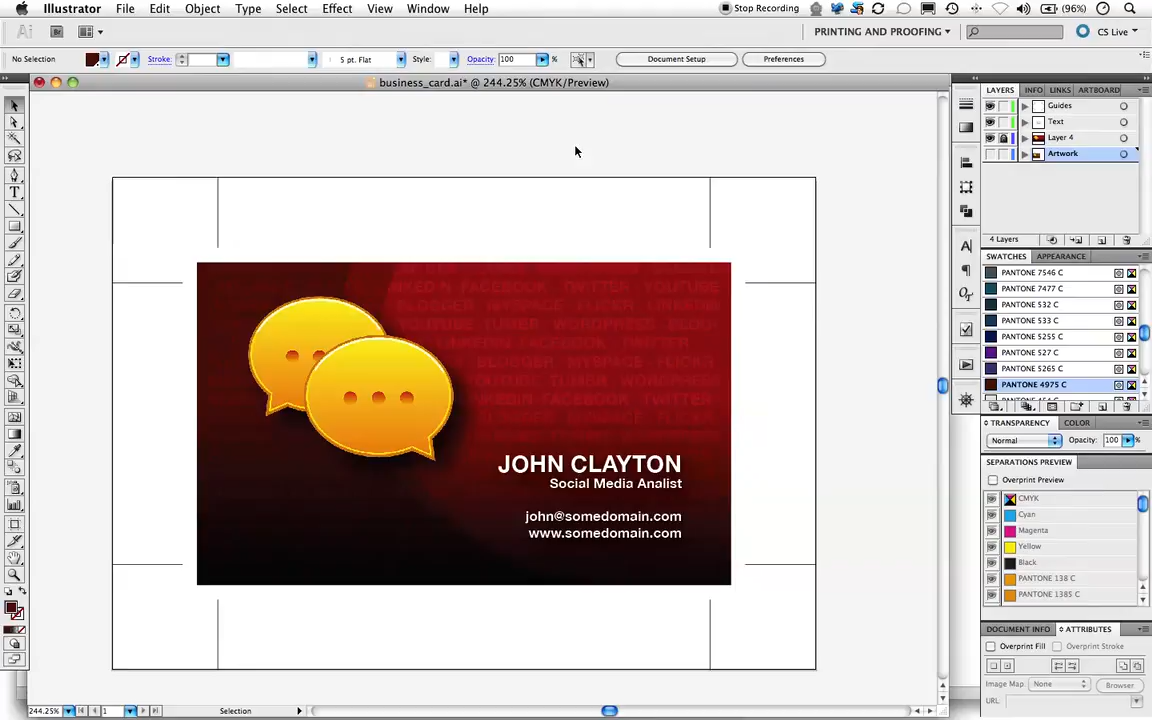 Illustrator File Edit Object Type Select Effect View Window Help
Stop Recording
(96%)
PRINTING AND PROOFING
CS Live
No Selection
Stroke:
5 pt. Flat
Style:
Opacity: 100 %
Document Setup
Preferences
business_card.ai* @ 244.25% (CMYK/Preview)
JOHN CLAYTON
Social Media Analist
john@somedomain.com
www.somedomain.com
LAYERS INFO LINKS ARTBOARD
Guides
Text
Layer 4
Artwork
4 Layers
SWATCHES APPEARANCE
PANTONE 7546 C
PANTONE 7477 C
PANTONE 532 C
PANTONE 533 C
PANTONE 5255 C
PANTONE 527 C
PANTONE 5265 C
PANTONE 4975 C
TRANSPARENCY COLOR
Normal
Opacity: 100
SEPARATIONS PREVIEW
Overprint Preview
CMYK
Cyan
Magenta
Yellow
Black
PANTONE 138 C
PANTONE 1385 C
DOCUMENT INFO ATTRIBUTES
Overprint Fill Overprint Stroke
Image Map: None Browser
URL:
244.25% 1 Selection